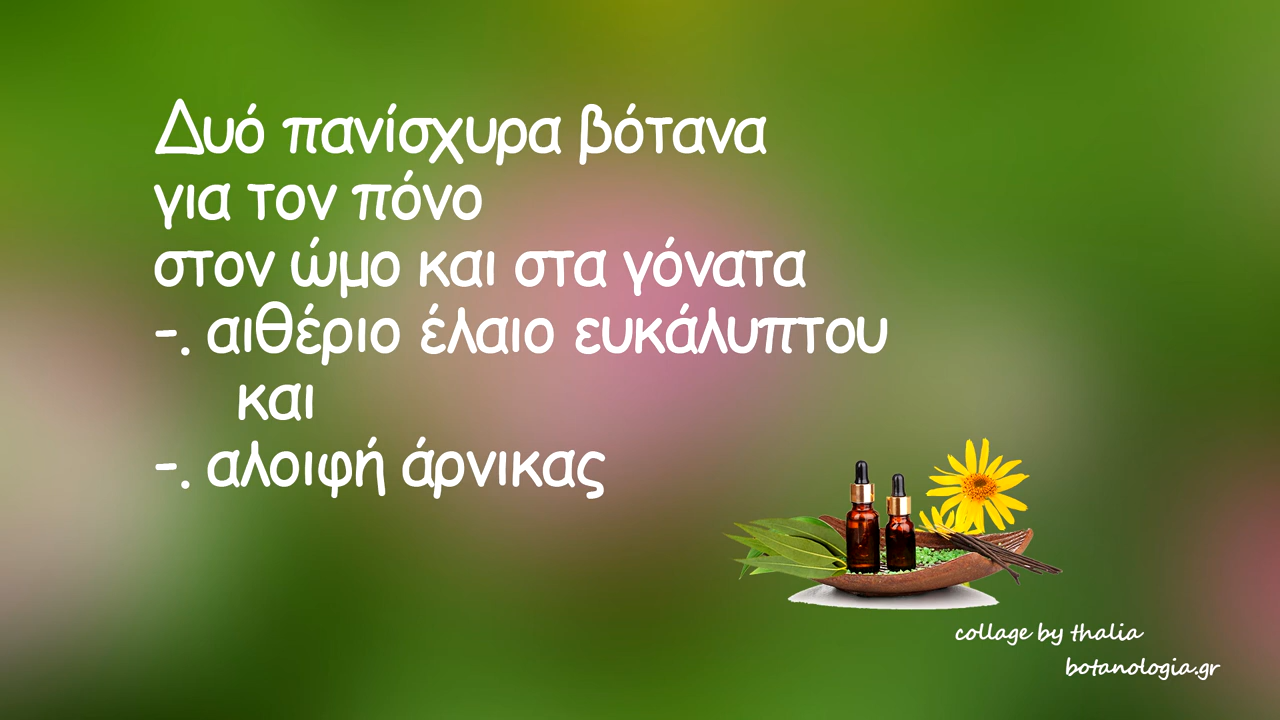 Δυό πανίσχυρα βότανα
για τον πόνο
στον ώμο και στα γόνατα
-. αιθέριο έλαιο ευκάλυπτου
και
-. αλοιφή άρνικας
collage by thalia
botanologia.gr